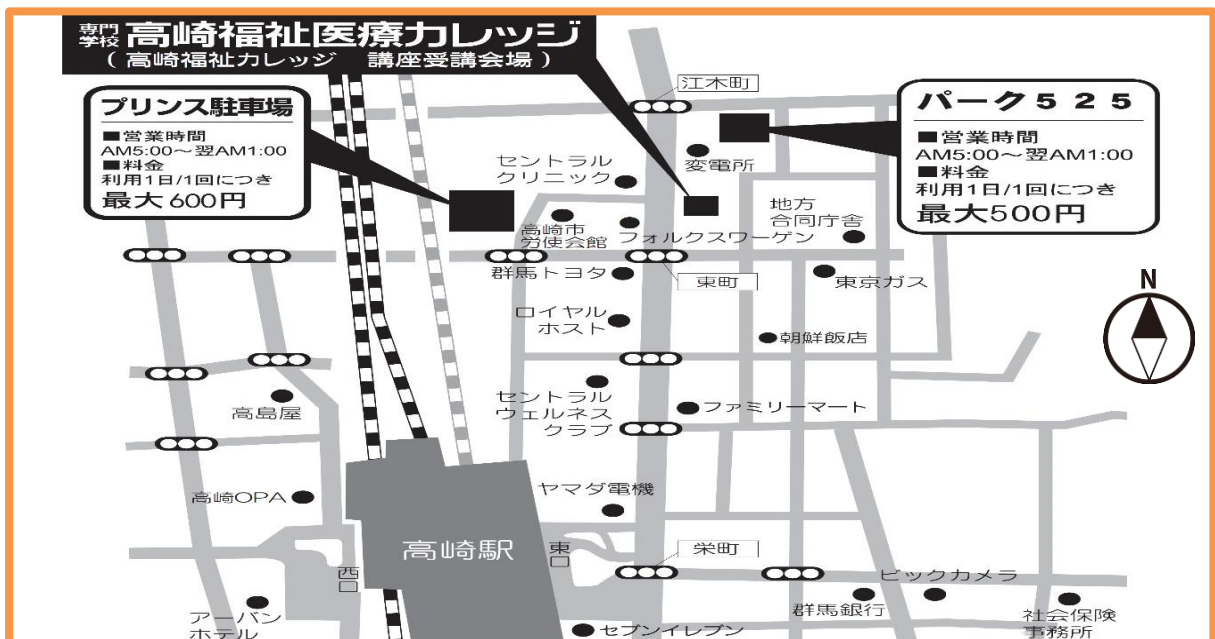 専門
学校 高崎福祉医療カレッジ
（高崎福祉カレッジ　講座受講会場）
プリンス駐車場
■営業時間
AM5:00～翌AM1:00
■料金
利用1日/1回につき
最大600円
パーク５２５
■営業時間
AM5:00～翌AM1:00
■料金
利用1日/1回につき
最大500円
江木町
変電所
セントラル
クリニック
地方
合同庁舎
高崎市
労使会館
フォルクスワーゲン
群馬トヨタ
東町
東京ガス
N
ロイヤル
ホスト
朝鮮飯店
高島屋
セントラル
ウェルネス
クラブ
ファミリーマート
高崎OPA
ヤマダ電機
高崎駅
東口
西口
栄町
ビックカメラ
群馬銀行
社会保険
事務所
アーバン
ホテル
セブンイレブン